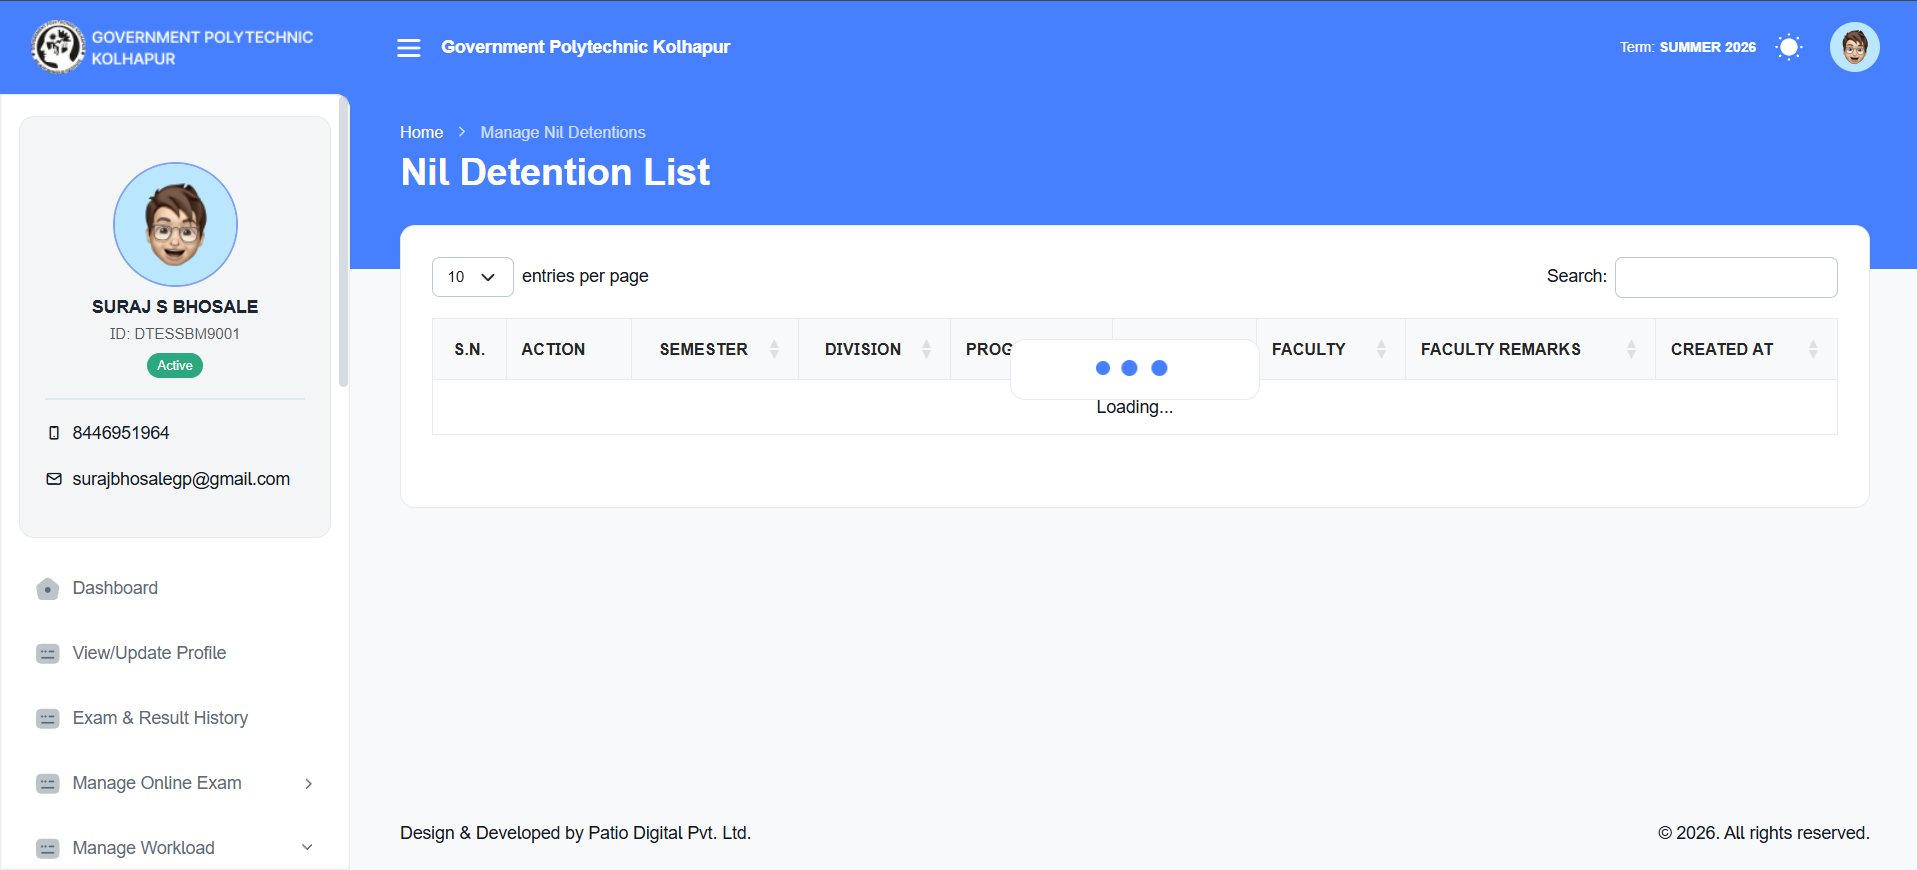 GOVERNMENT POLYTECHNIC
KOLHAPUR
Government Polytechnic Kolhapur
Term: SUMMER 2026
SURAJ S BHOSALE
ID: DTESSBM9001
Active
8446951964
surajbhosalegp@gmail.com
Dashboard
View/Update Profile
Exam & Result History
Manage Online Exam
Manage Workload
Home > Manage Nil Detentions
Nil Detention List
10 entries per page
Search:
S.N. ACTION SEMESTER DIVISION PROG FACULTY FACULTY REMARKS CREATED AT
Loading...
Design & Developed by Patio Digital Pvt. Ltd.
© 2026. All rights reserved.